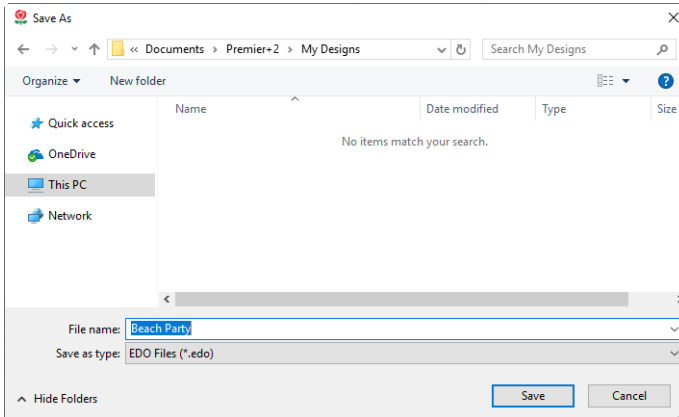 Save As
« Documents › Premier+2 › My Designs
Search My Designs
Organize
New folder
Name
Date modified
Type
Size
Quick access
OneDrive
This PC
Network
No items match your search.
File name: Beach Party
Save as type: EDO Files (*.edo)
Hide Folders
Save
Cancel